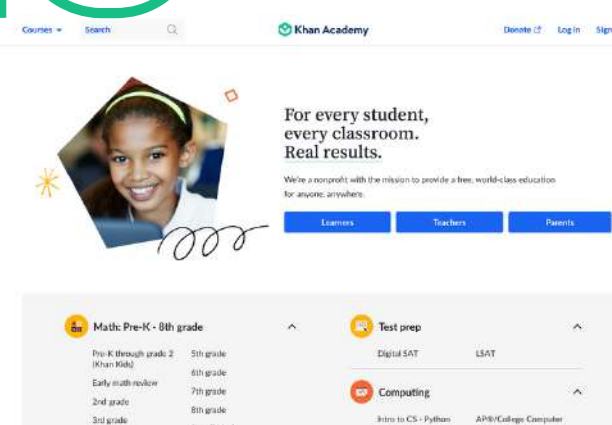 Courses
Search
Khan Academy
Donate
Log in
Sign
For every student,
every classroom.
Real results.
We're a nonprofit with the mission to provide a free, world-class education
for anyone, anywhere.
Learners
Teachers
Parents
Math: Pre-K - 8th grade
Pre-K through grade 2
(Khan Kids)
Early math review
2nd grade
3rd grade
5th grade
6th grade
7th grade
8th grade
Test prep
Digital SAT
LSAT
Computing
Intro to CS - Python
AP®/College Computer